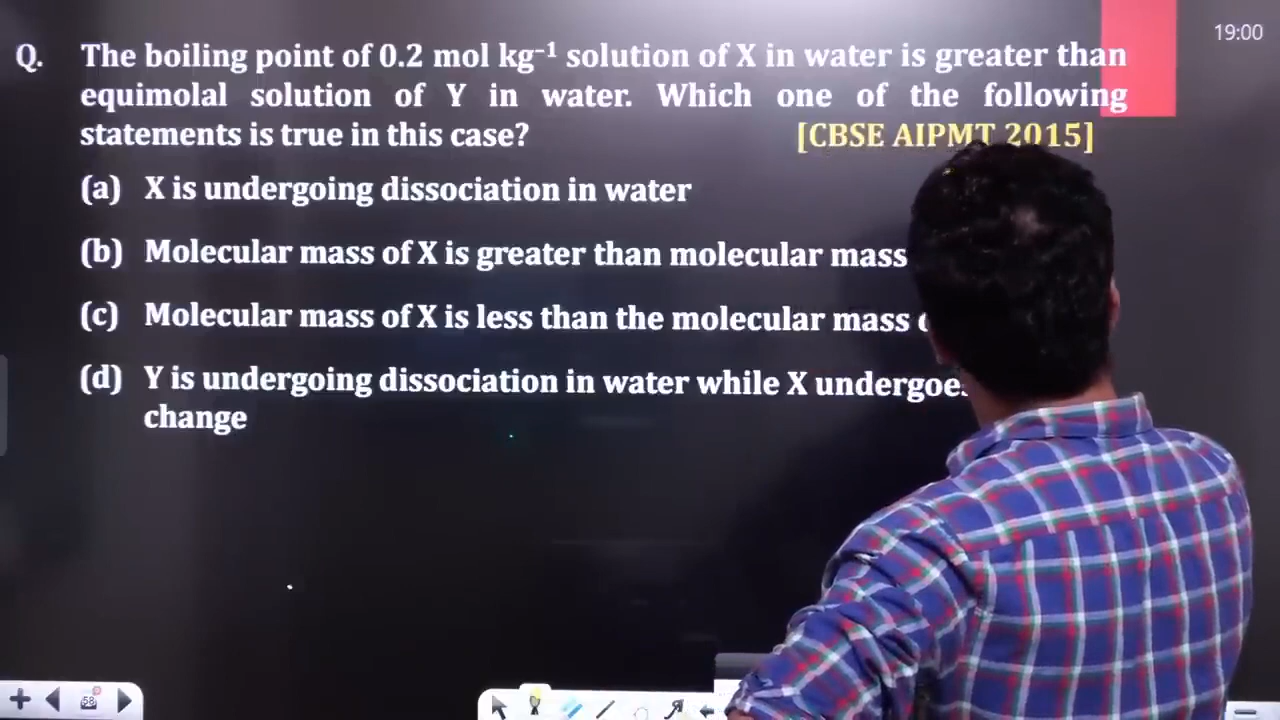 19:00
Q. The boiling point of 0.2 mol kg⁻¹ solution of X in water is greater than
equimolal solution of Y in water. Which one of the following
statements is true in this case? [CBSE AIPMT 2015]
(a) X is undergoing dissociation in water
(b) Molecular mass of X is greater than molecular mass
(c) Molecular mass of X is less than the molecular mass
(d) Y is undergoing dissociation in water while X
change
58